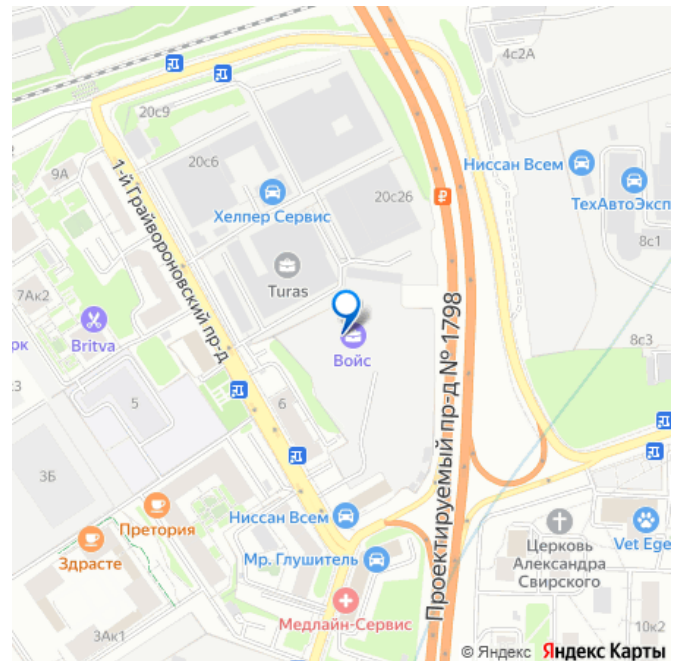 4с2А
20с9
9А
20с6
Ниссан Всем
ТехАвтоЭксп
Хелпер Сервис
20с26
₽
8с1
1-й Грайвороновский пр-д
Turas
7Ак2
Britva
рк
Войс
8с3
Проектируемый пр-д № 1798
5
6
3Б
Претория
Ниссан Всем
Здрасте
Мр. Глушитель
Церковь
Александра
Свирского
Vet Ege
Медлайн-Сервис
3Ак1
10к2
© Яндекс Яндекс Карты